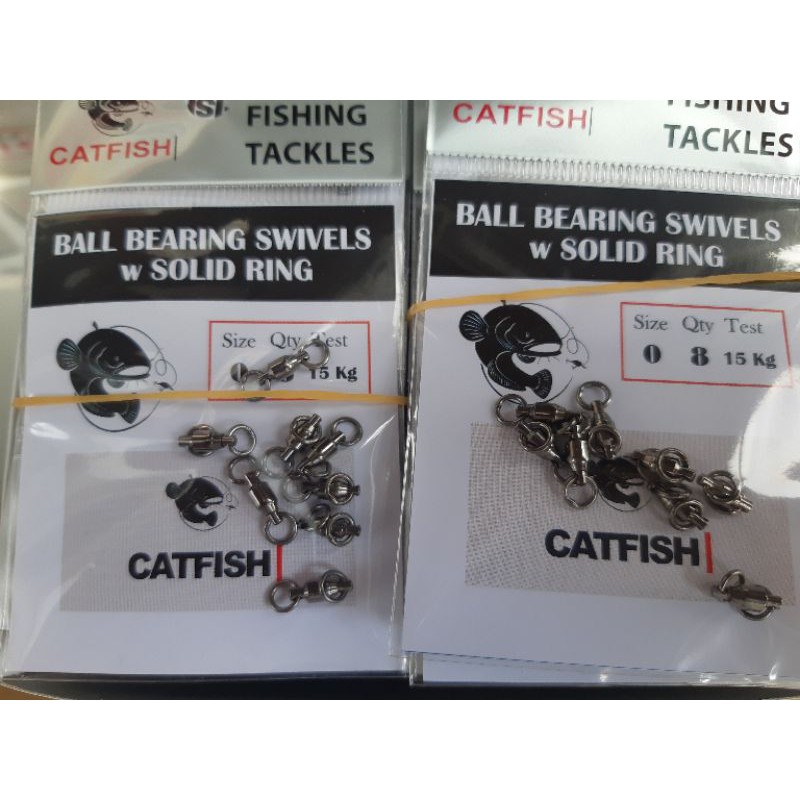 CATFISH
FISHING
TACKLES
BALL BEARING SWIVELS
w SOLID RING
Size Qty Test
15 Kg
CATFISH
CATFISH
FISHING
TACKLES
BALL BEARING SWIVELS
w SOLID RING
Size Qty Test
0 8 15 Kg
CATFISH